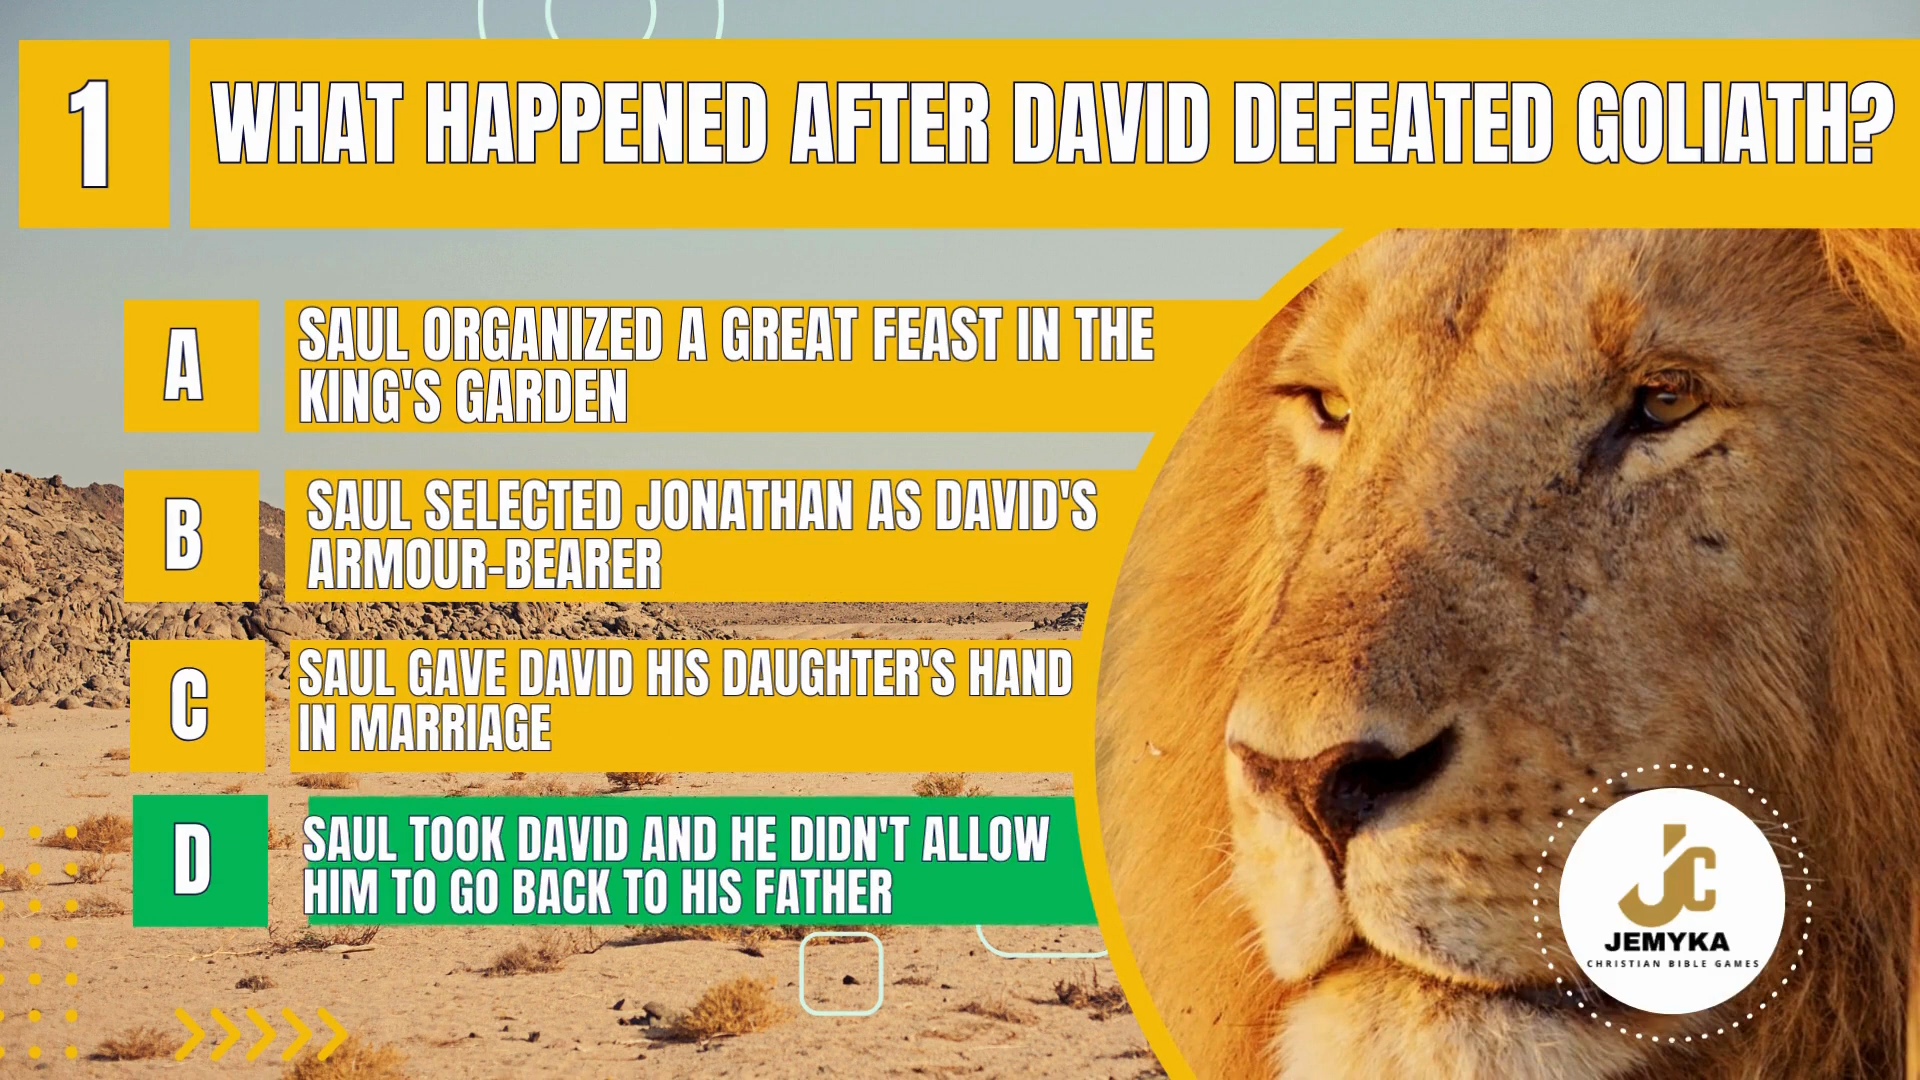 1
WHAT HAPPENED AFTER DAVID DEFEATED GOLIATH?
A
SAUL ORGANIZED A GREAT FEAST IN THE
KING'S GARDEN
B
SAUL SELECTED JONATHAN AS DAVID'S
ARMOUR-BEARER
C
SAUL GAVE DAVID HIS DAUGHTER'S HAND
IN MARRIAGE
D
SAUL TOOK DAVID AND HE DIDN'T ALLOW
HIM TO GO BACK TO HIS FATHER
JC
JEMYKA
CHRISTIAN BIBLE GAMES